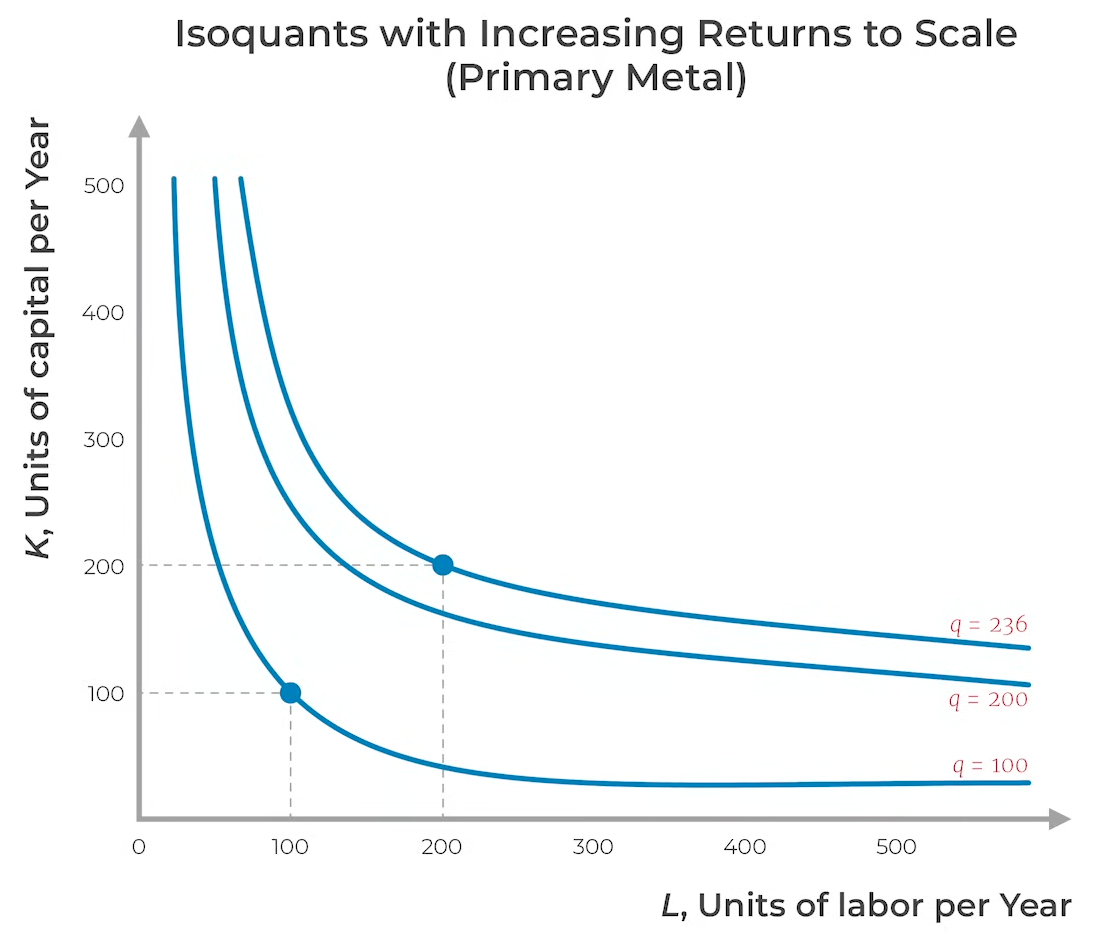 Isoquants with Increasing Returns to Scale
(Primary Metal)
K, Units of capital per Year
500
400
300
200
100
q = 236
q = 200
q = 100
0
100
200
300
400
500
L, Units of labor per Year